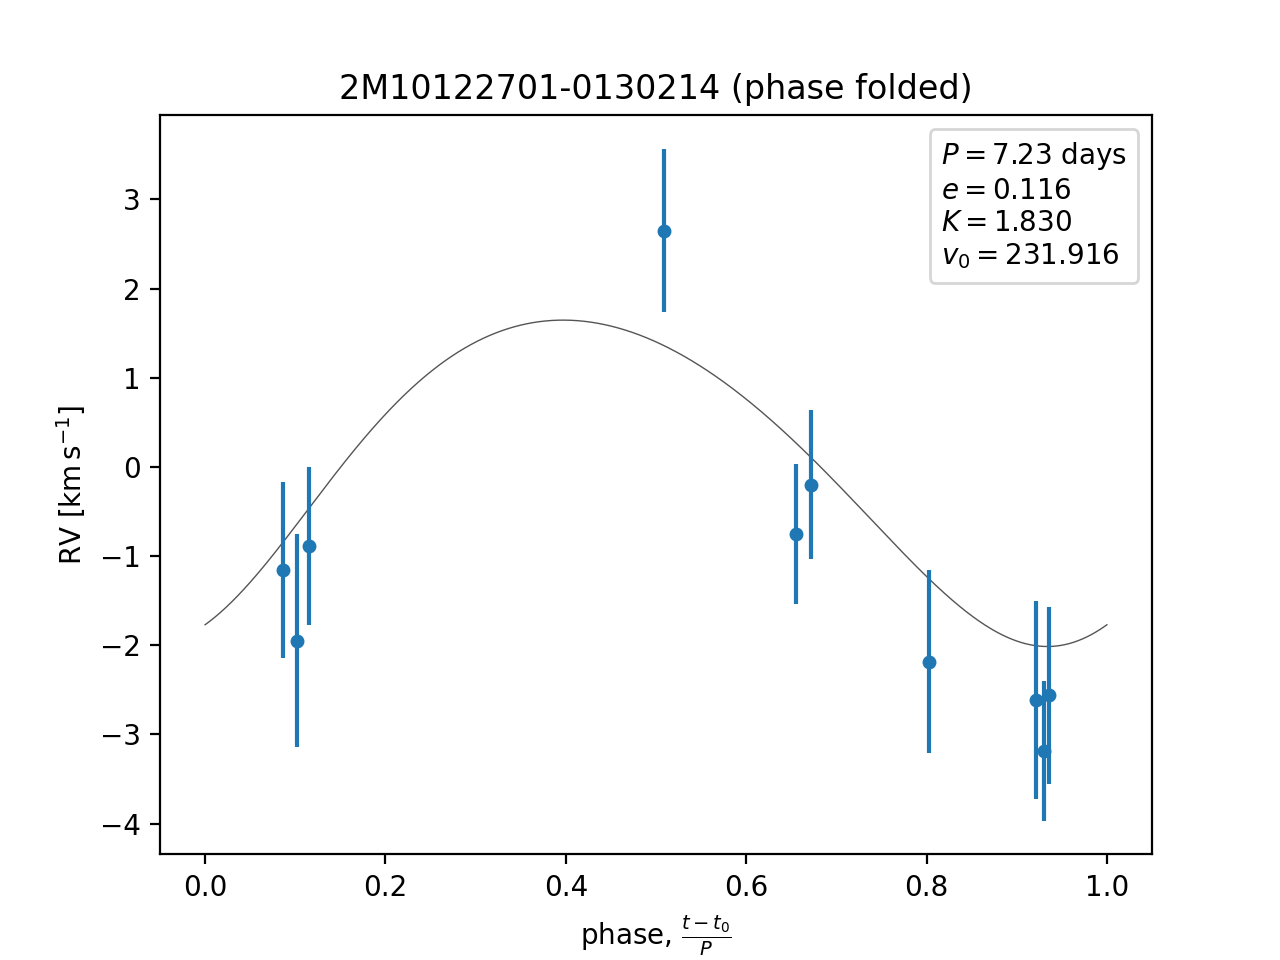 2M10122701-0130214 (phase folded)
P = 7.23 days
e = 0.116
K = 1.830
v₀ = 231.916
3
2
1
0
−1
−2
−3
−4
RV [km s⁻¹]
0.0 0.2 0.4 0.6 0.8 1.0
phase, (t − t₀)/P